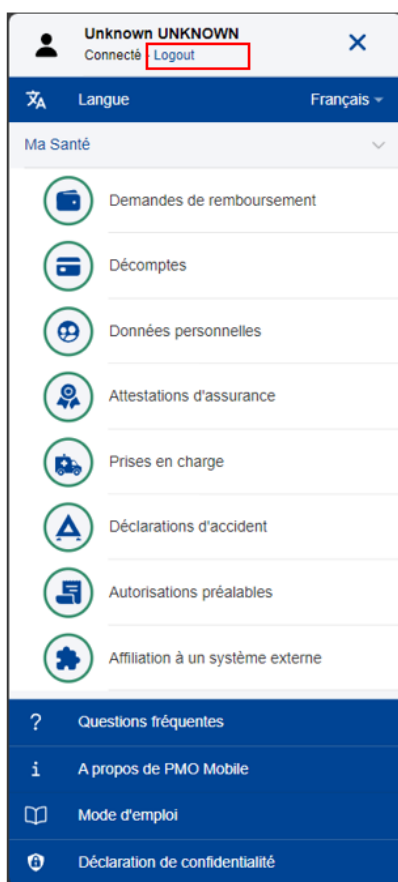 Unknown UNKNOWN
Connecté - Logout
Langue Français
Ma Santé
Demandes de remboursement
Décomptes
Données personnelles
Attestations d'assurance
Prises en charge
Déclarations d'accident
Autorisations préalables
Affiliation à un système externe
Questions fréquentes
A propos de PMO Mobile
Mode d'emploi
Déclaration de confidentialité